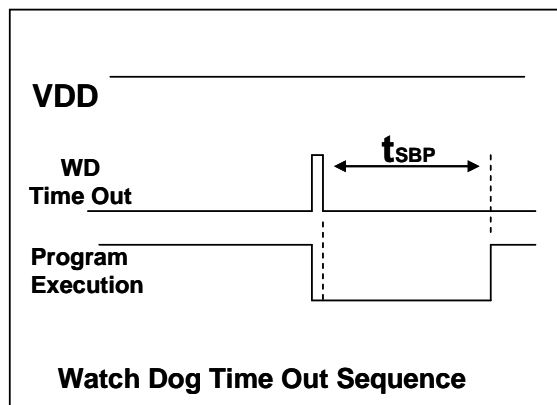 VDD
tSBP
WD
Time Out
Program
Execution
Watch Dog Time Out Sequence